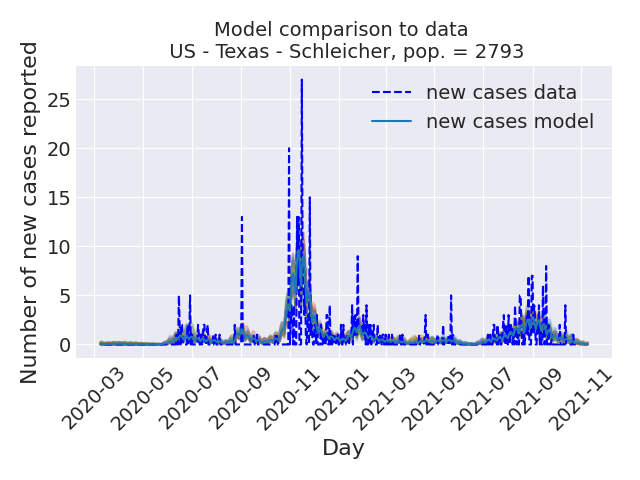 Model comparison to data
US - Texas - Schleicher, pop. = 2793
Number of new cases reported
25
20
15
10
5
0
new cases data
new cases model
2020-03
2020-05
2020-07
2020-09
2020-11
2021-01
2021-03
2021-05
2021-07
2021-09
2021-11
Day